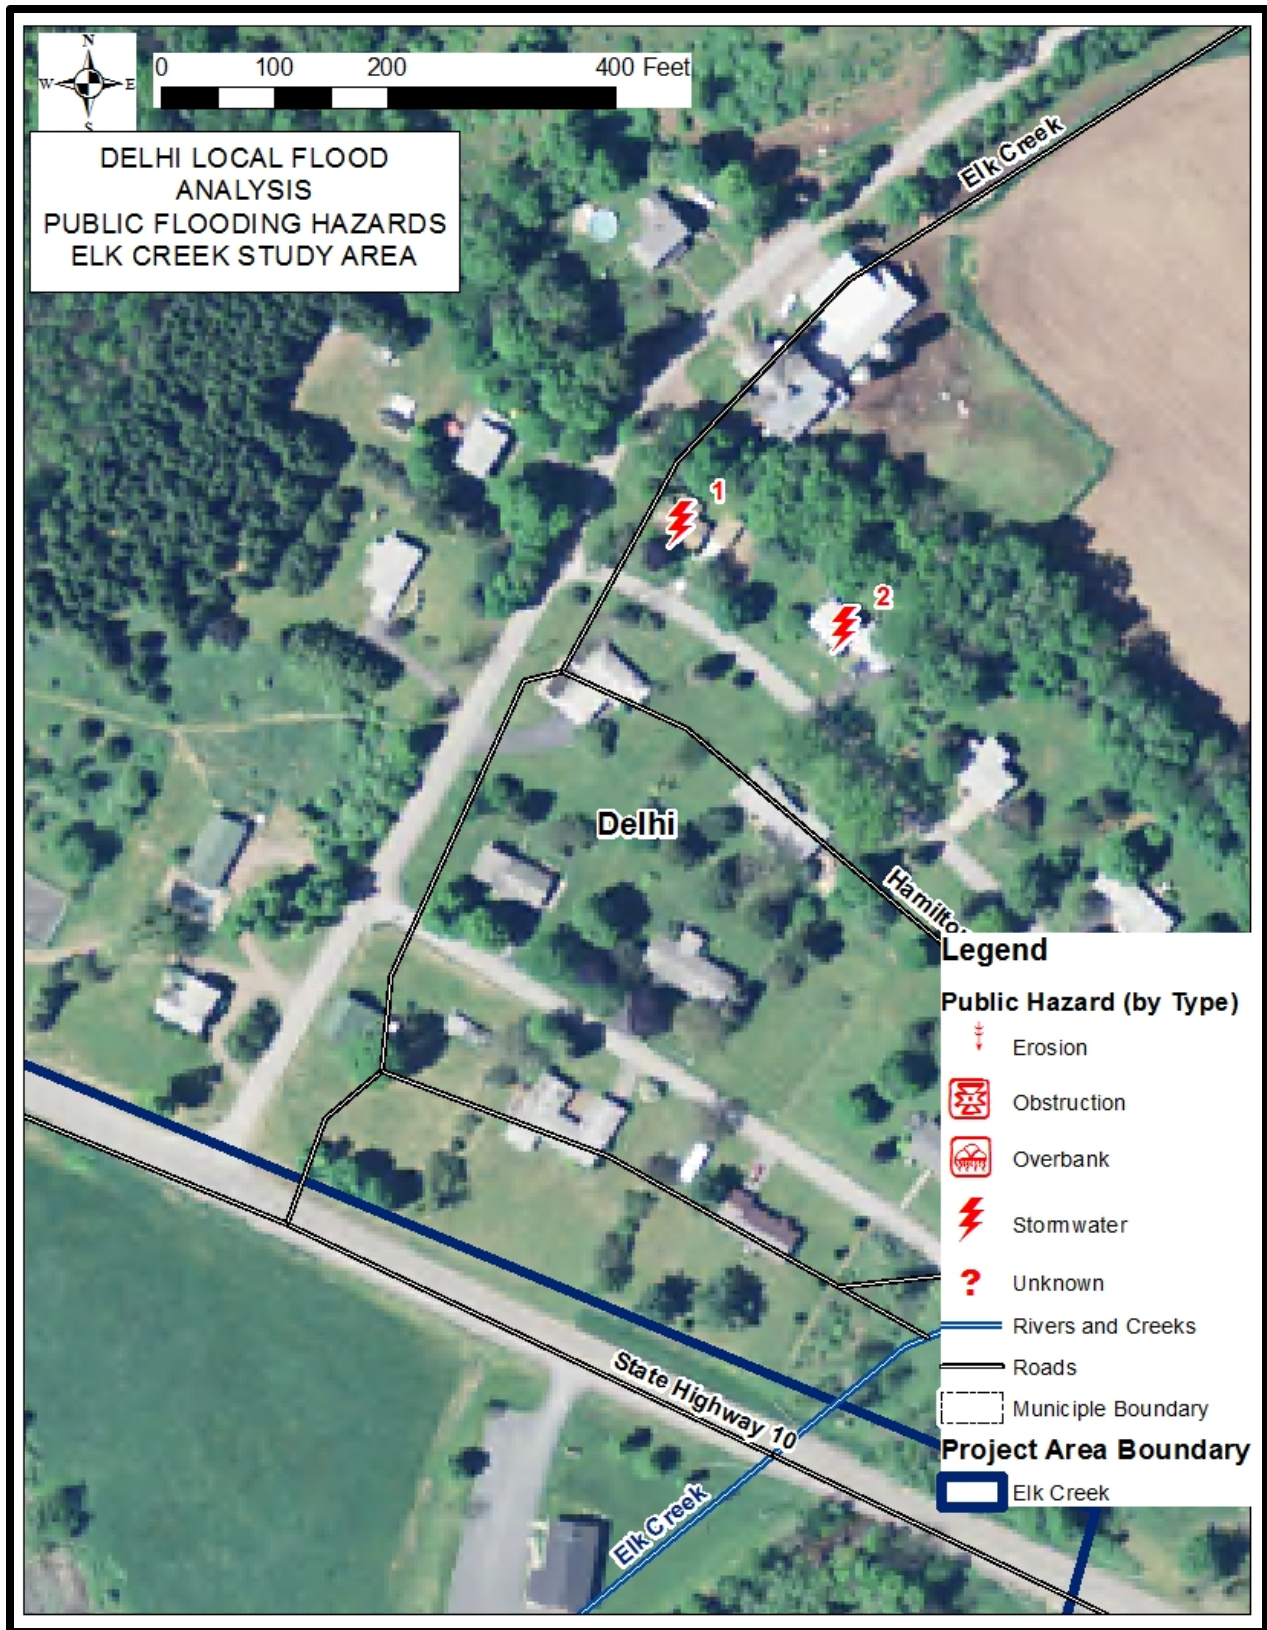 N
W E
S
0 100 200 400 Feet
DELHI LOCAL FLOOD
ANALYSIS
PUBLIC FLOODING HAZARDS
ELK CREEK STUDY AREA
Elk Creek
1
2
Delhi
Hamilto
Legend
Public Hazard (by Type)
Erosion
Obstruction
Overbank
Stormwater
? Unknown
Rivers and Creeks
Roads
Municiple Boundary
Project Area Boundary
Elk Creek
State Highway 10
Elk Creek